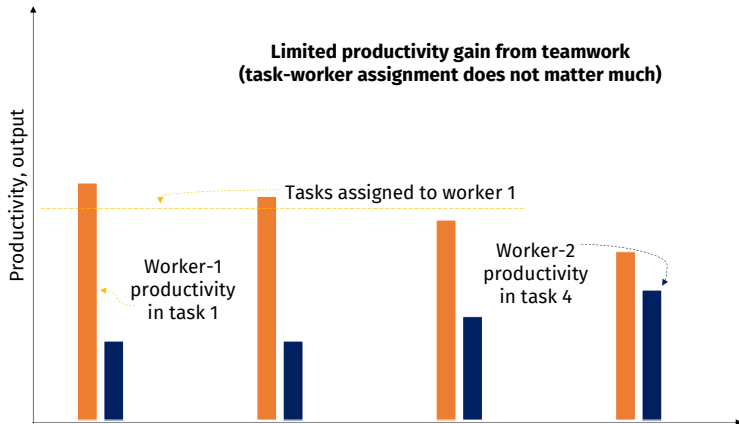 Limited productivity gain from teamwork
(task-worker assignment does not matter much)
Productivity, output
Tasks assigned to worker 1
Worker-1
productivity
in task 1
Worker-2
productivity
in task 4